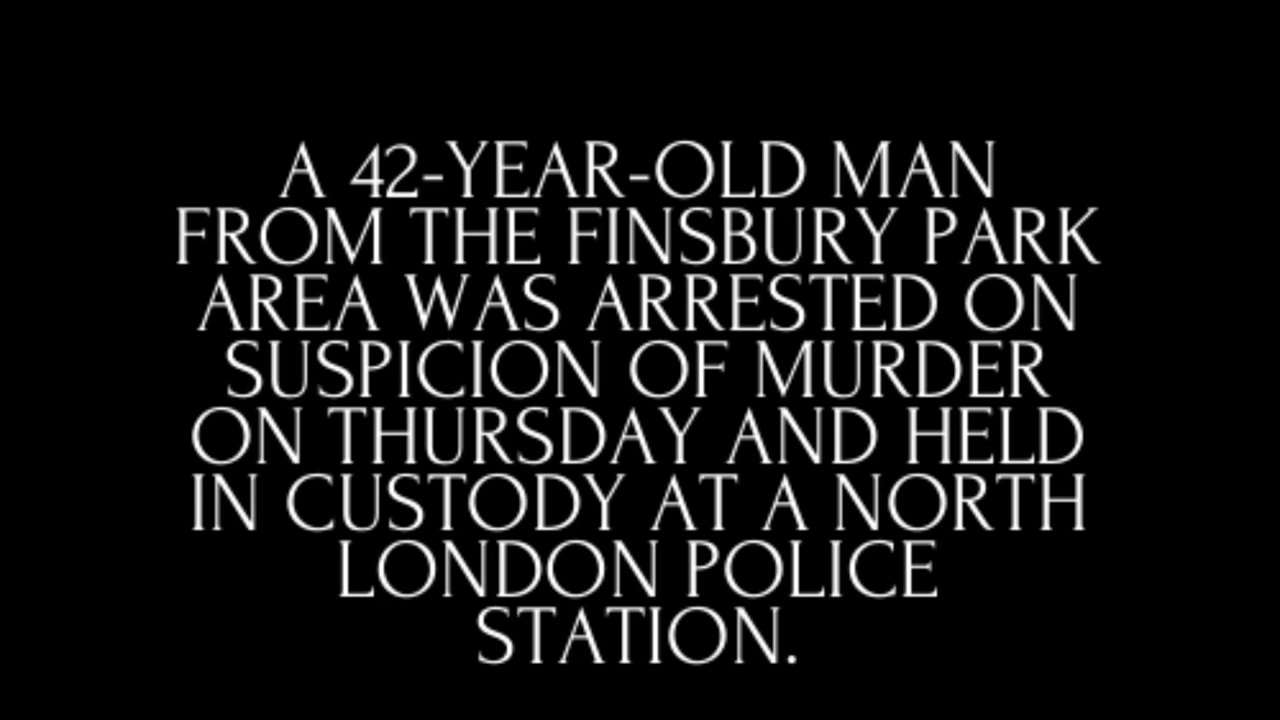 A 42-YEAR-OLD MAN
FROM THE FINSBURY PARK
AREA WAS ARRESTED ON
SUSPICION OF MURDER
ON THURSDAY AND HELD
IN CUSTODY AT A NORTH
LONDON POLICE
STATION.